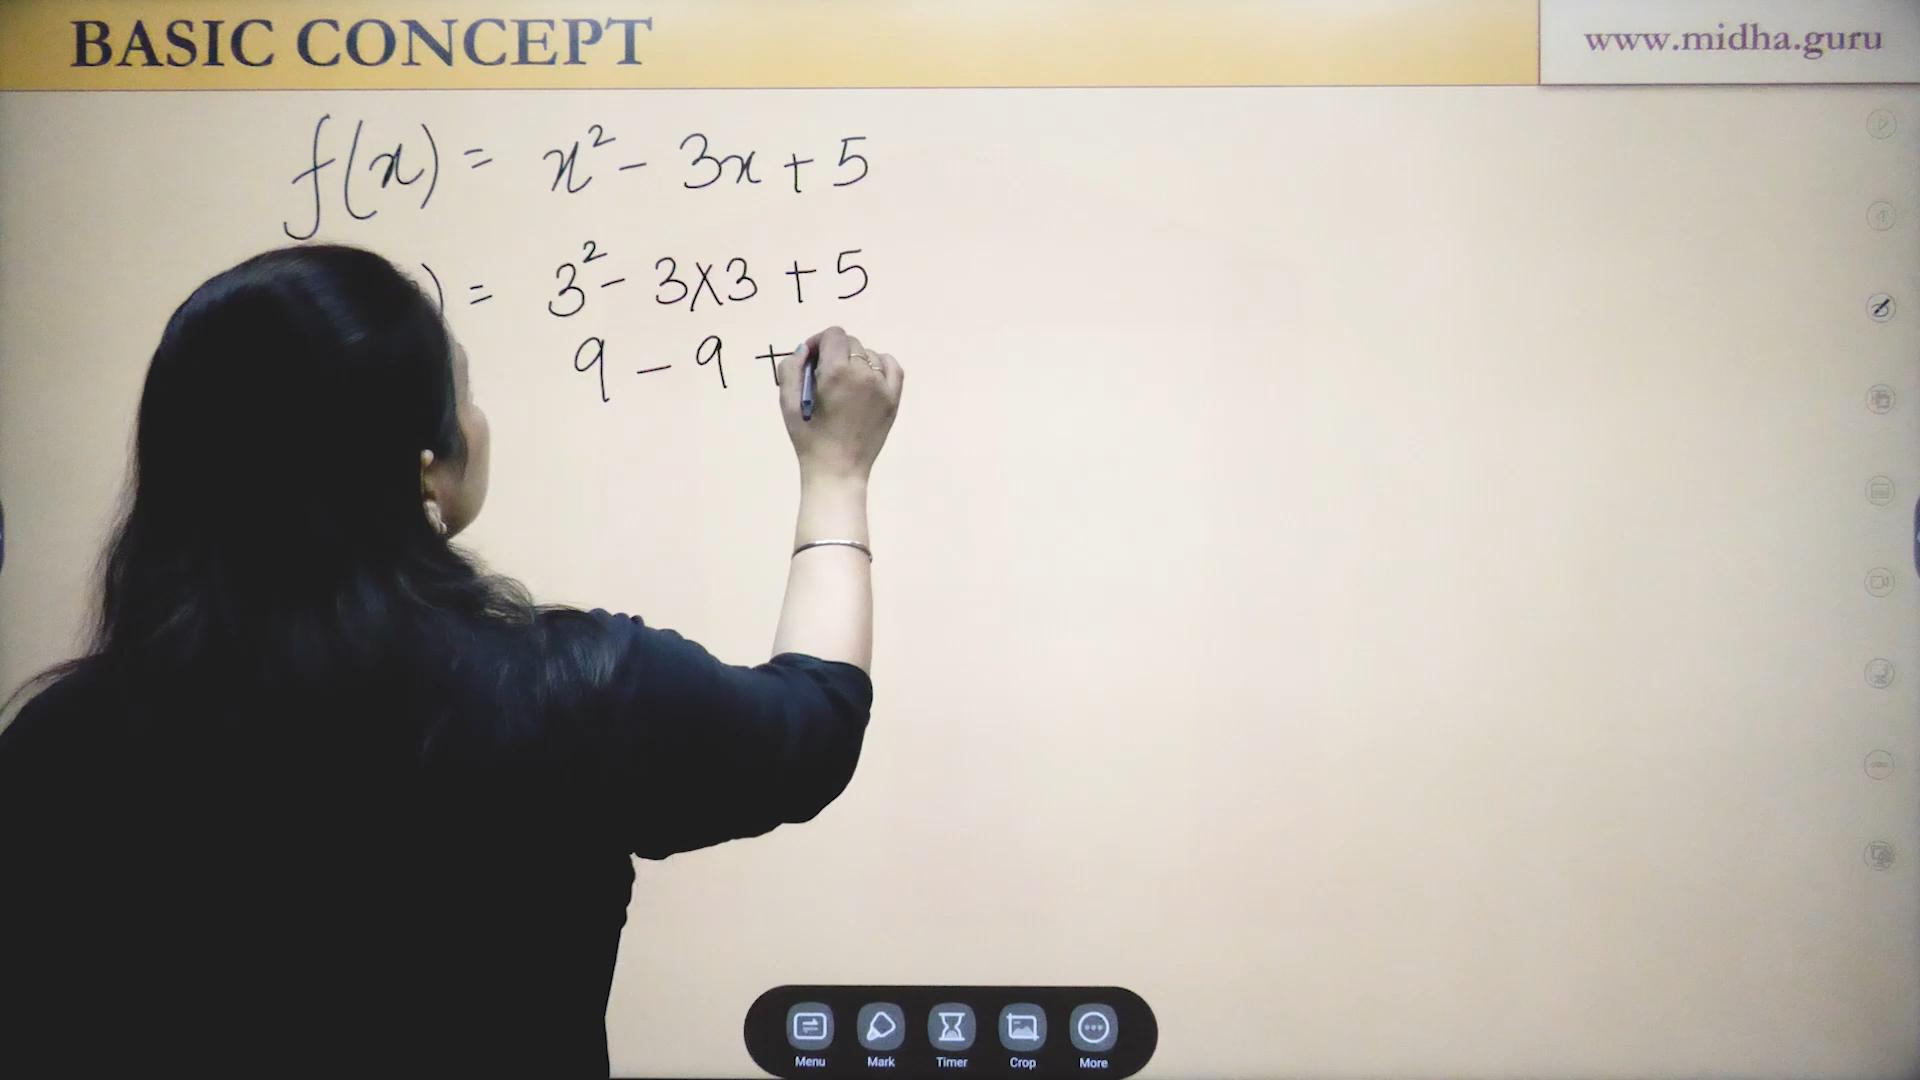 BASIC CONCEPT
www.midha.guru
f(x) = x² - 3x + 5
) = 3² - 3x3 + 5
9 - 9 +
Menu Mark Timer Crop More